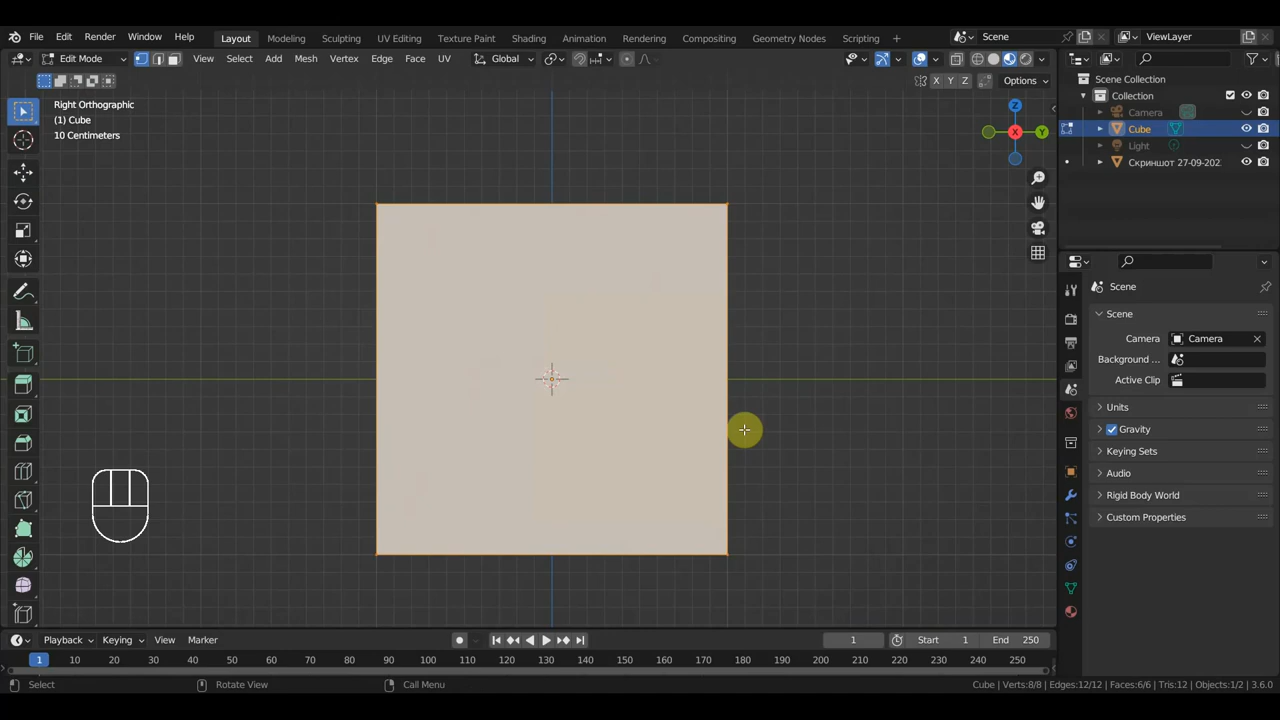 File Edit Render Window Help Layout Modeling Sculpting UV Editing Texture Paint Shading Animation Rendering Compositing Geometry Nodes Scripting + Scene ViewLayer
Edit Mode View Select Add Mesh Vertex Edge Face UV Global
X Y Z Options
Right Orthographic
(1) Cube
10 Centimeters
Z
X
Y
Scene Collection
Collection
Camera
Cube
Light
Скриншот 27-09-202.
Scene
Scene
Camera Camera
Background ...
Active Clip
Units
Gravity
Keying Sets
Audio
Rigid Body World
Custom Properties
Playback Keying View Marker 1 Start 1 End 250
1 10 20 30 40 50 60 70 80 90 100 110 120 130 140 150 160 170 180 190 200 210 220 230 240 250
Select Rotate View Call Menu Cube | Verts:8/8 | Edges:12/12 | Faces:6/6 | Tris:12 | Objects:1/2 | 3.6.0